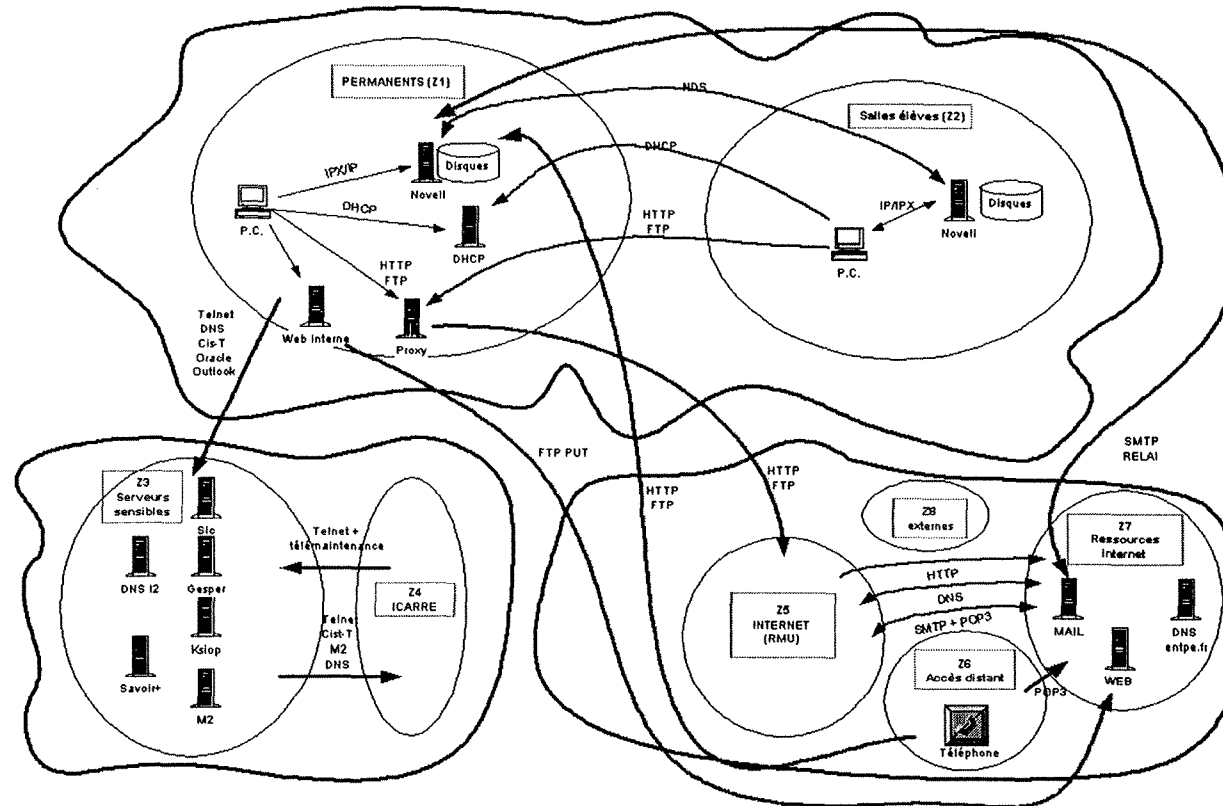 PERMANENTS (Z1)
NDS
Salles élèves (Z2)
Disques
IPX/IP
Novell
DHCP
DHCP
P.C.
DHCP
HTTP
FTP
HTTP
FTP
IP/IPX
Disques
Novell
P.C.
Web interne
Proxy
Telnet
DNS
Cis-T
Oracle
Outlook
FTP PUT
SMTP
RELAI
HTTP
FTP
HTTP
FTP
Z3
Serveurs
sensibles
Sic
DNS I2
Gesper
Ksiop
Savoir+
M2
Telnet +
télémaintenance
Z4
ICARRE
Telne
Cist-T
M2
DNS
Z8
externes
Z7
Ressources
internet
HTTP
DNS
SMTP + POP3
Z5
INTERNET
(RMU)
MAIL
DNS
entpe.fr
WEB
Z6
Accès distant
POP3
Téléphone